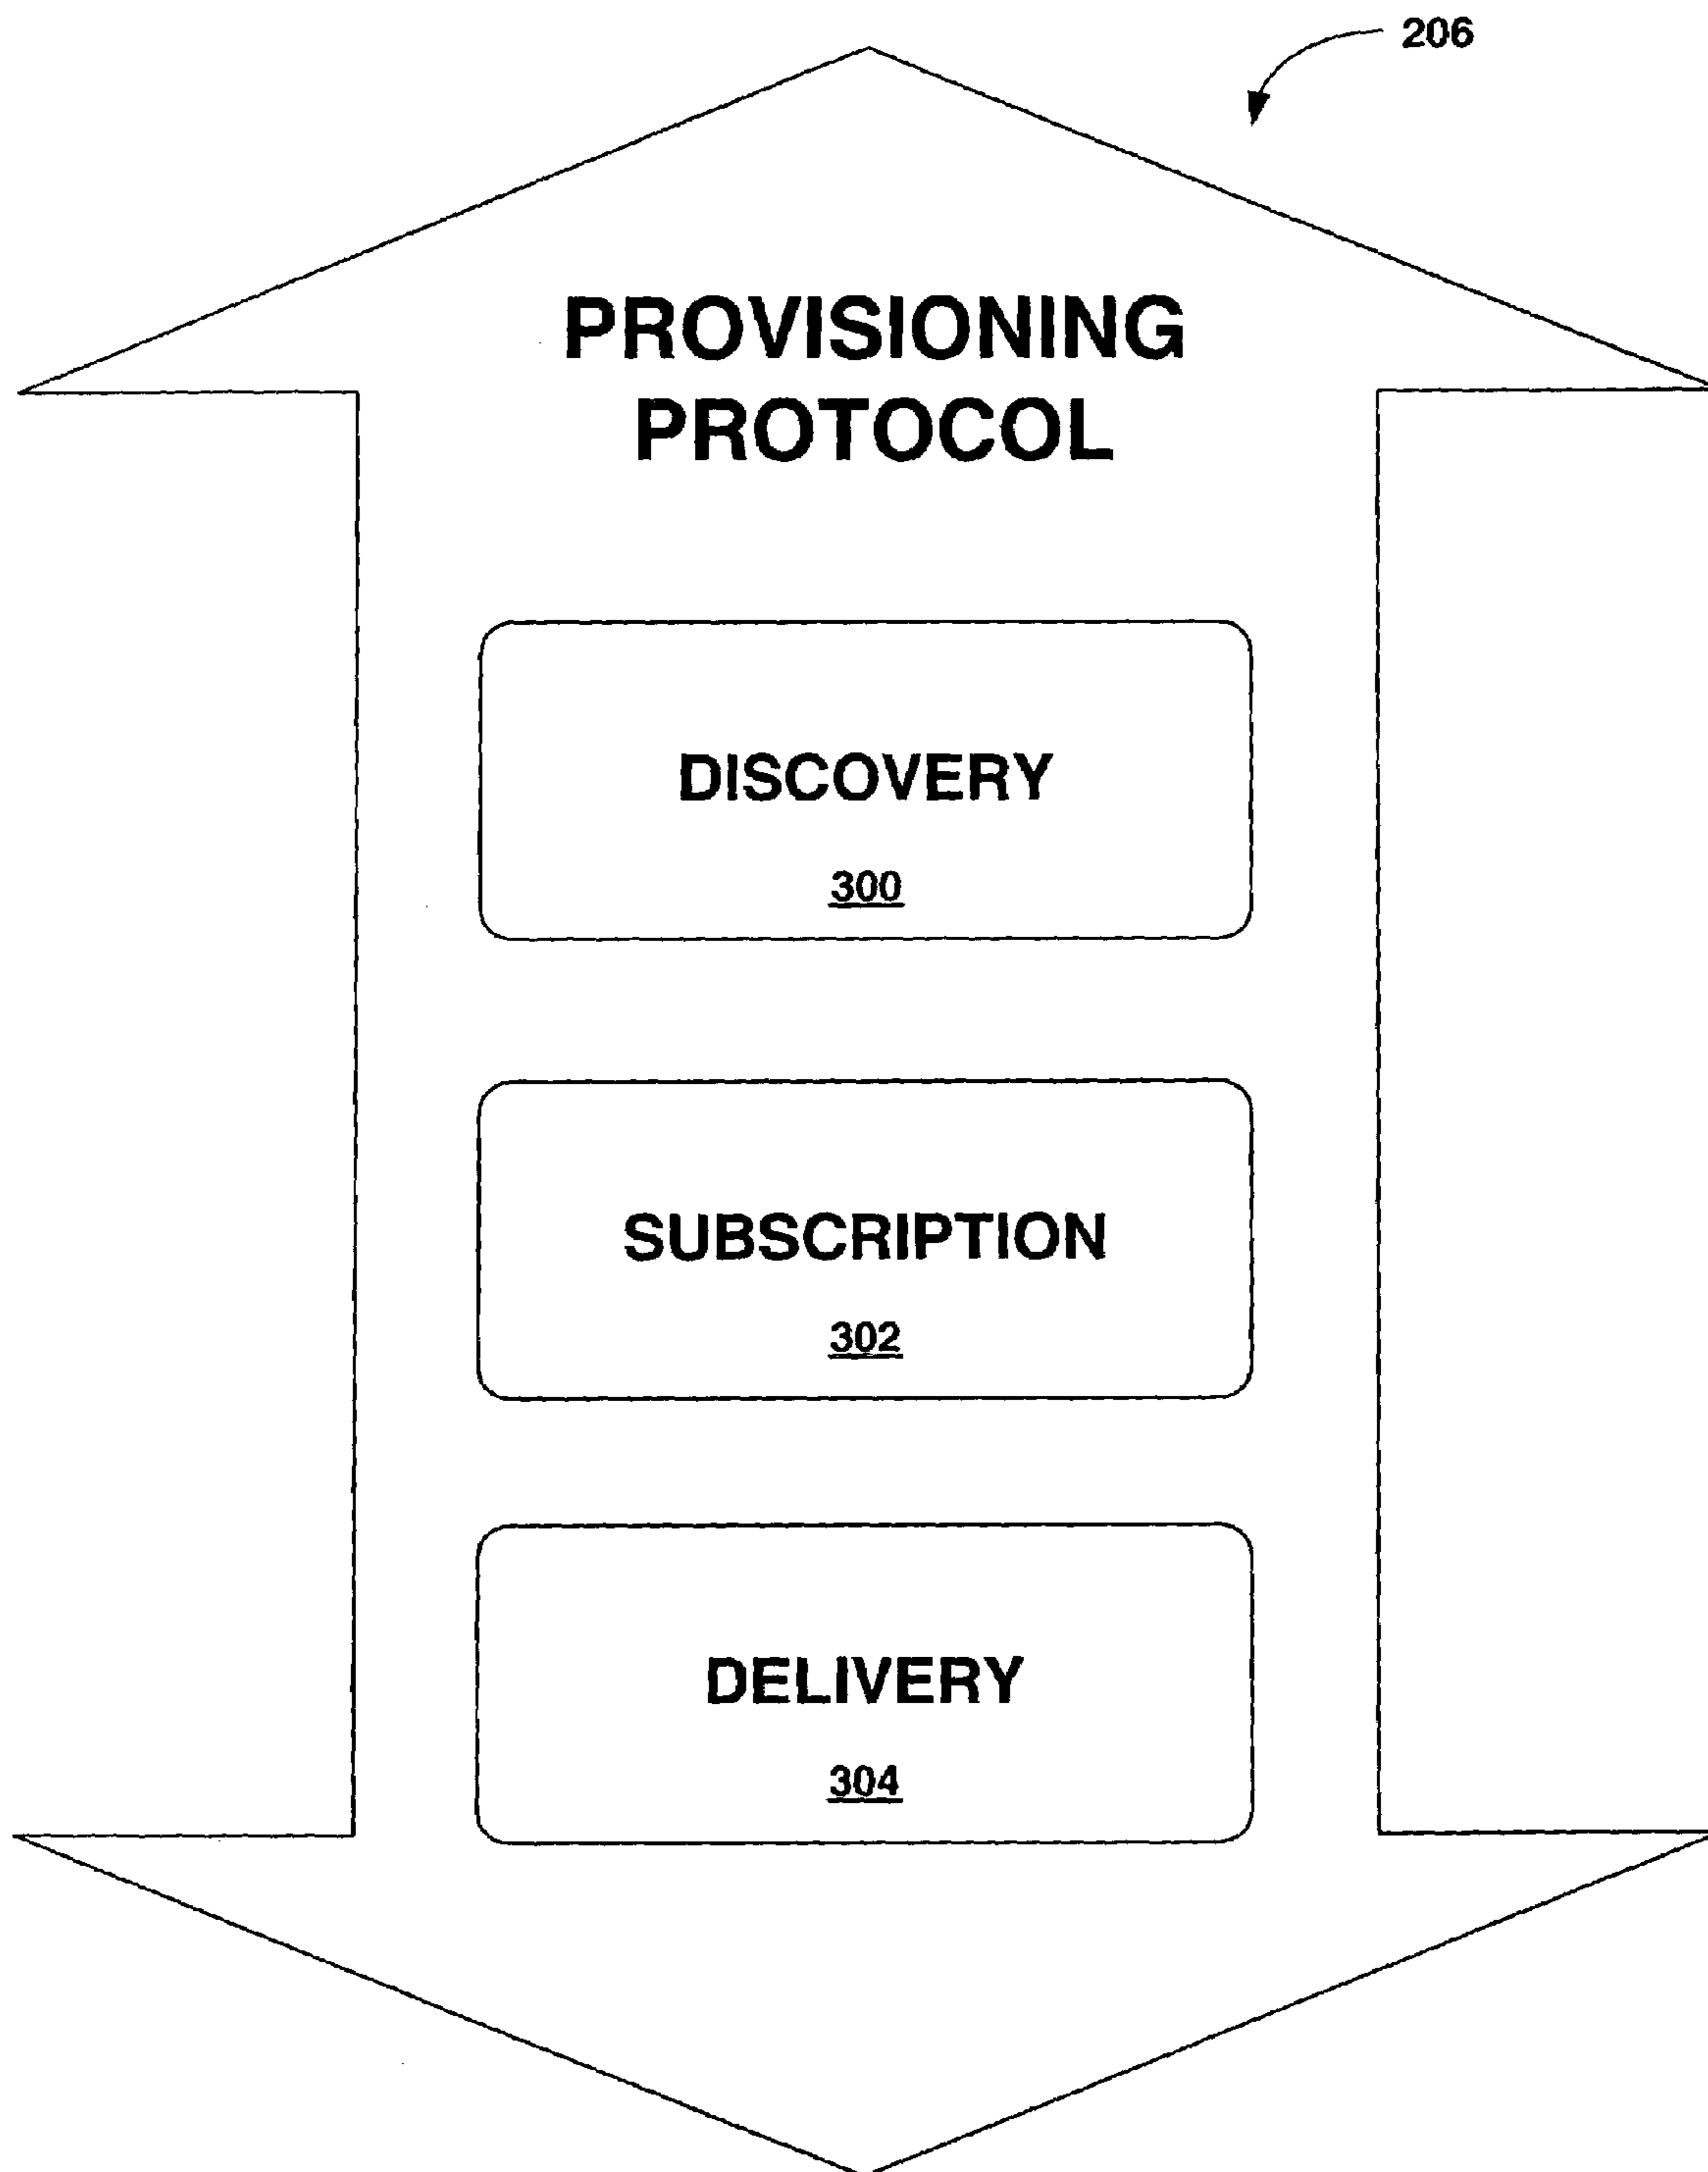 206
PROVISIONING
PROTOCOL
DISCOVERY
300
SUBSCRIPTION
302
DELIVERY
304